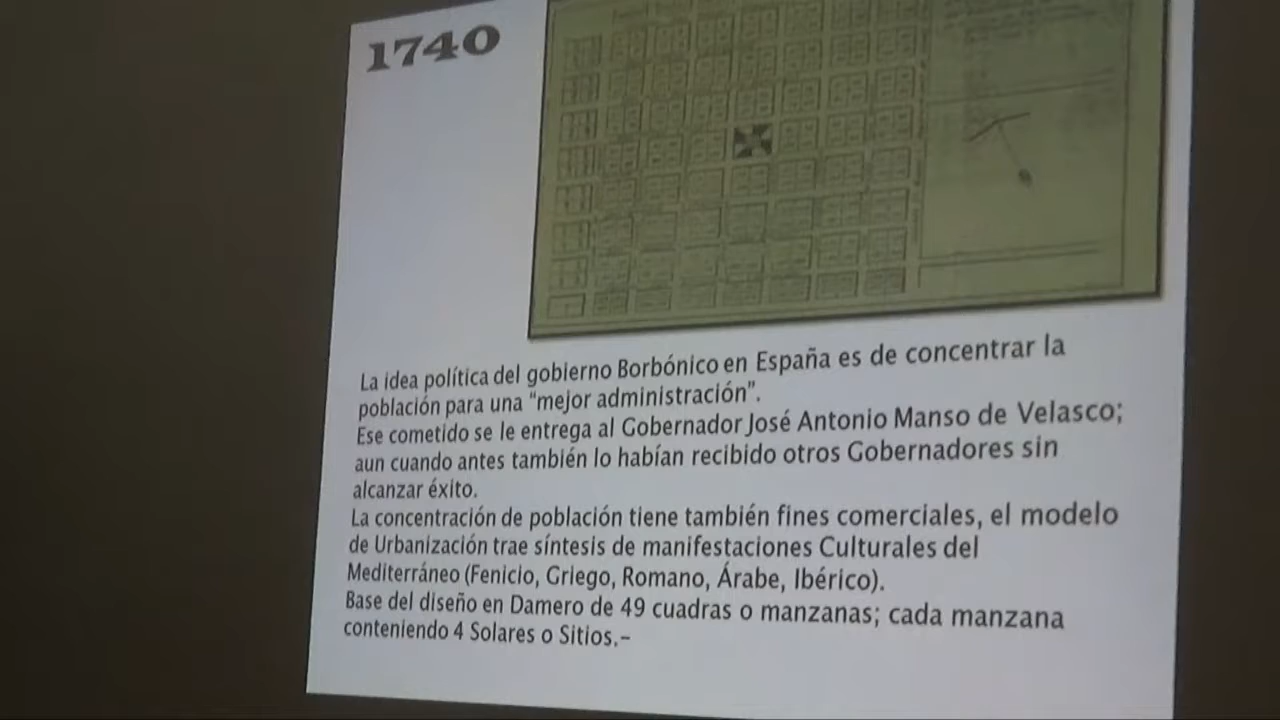 1740
La idea política del gobierno Borbónico en España es de concentrar la
población para una "mejor administración".
Ese cometido se le entrega al Gobernador José Antonio Manso de Velasco;
aun cuando antes también lo habían recibido otros Gobernadores sin
alcanzar éxito.
La concentración de población tiene también fines comerciales, el modelo
de Urbanización trae síntesis de manifestaciones Culturales del
Mediterráneo (Fenicio, Griego, Romano, Árabe, Ibérico).
Base del diseño en Damero de 49 cuadras o manzanas; cada manzana
conteniendo 4 Solares o Sitios.-